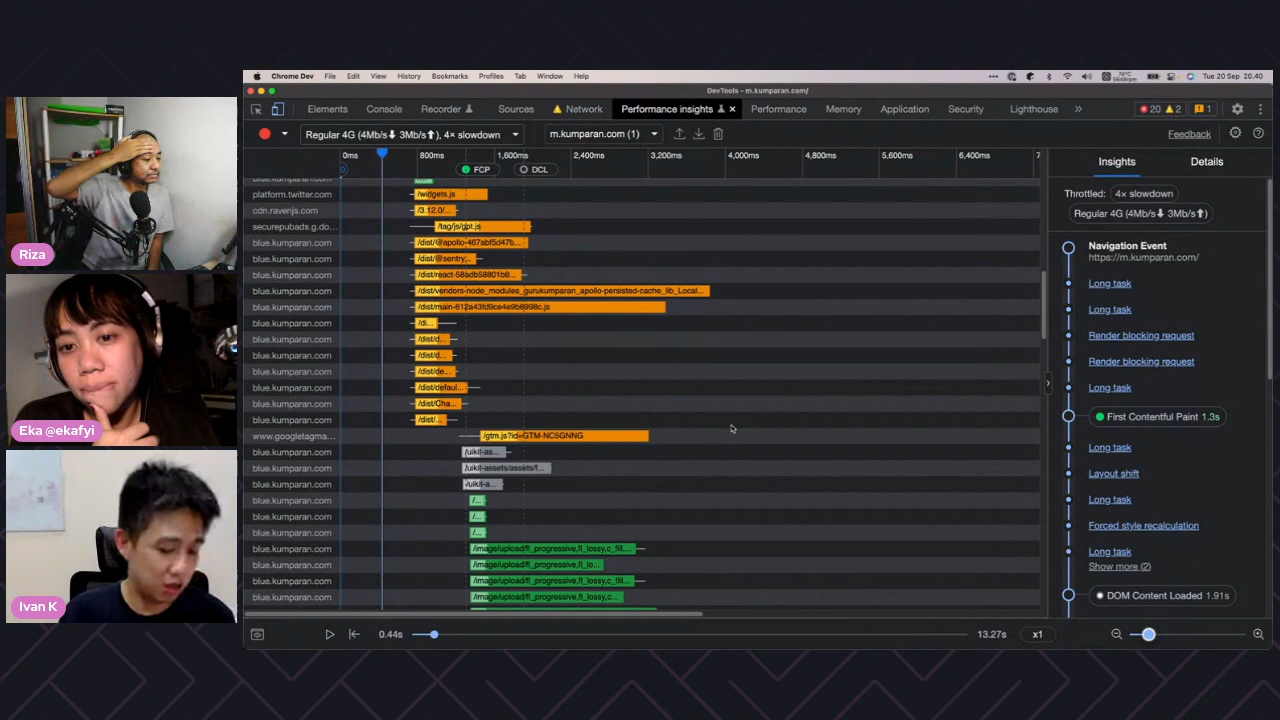 Chrome Dev File Edit View History Bookmarks Profiles Tab Window Help
Tue 20 Sep 20.40
DevTools - m.kumparan.com/
Elements Console Recorder Sources Network Performance insights Performance Memory Application Security Lighthouse » 20 2 1
Regular 4G (4Mb/s⬇ 3Mb/s⬆), 4× slowdown m.kumparan.com (1) Feedback
0ms 800ms 1,600ms 2,400ms 3,200ms 4,000ms 4,800ms 5,600ms 6,400ms 7
FCP DCL
blue.kumparan.com
platform.twitter.com /widgets.js
cdn.ravenjs.com /3.12.0/...
securepubads.g.do... /tag/js/gpt.js
blue.kumparan.com /dist/@apollo-467abf5d47b...
blue.kumparan.com /dist/@sentry...
blue.kumparan.com /dist/react-58adb58801b8...
blue.kumparan.com /dist/vendors-node_modules_gurukumparan_apollo-persisted-cache_lib_Local...
blue.kumparan.com /dist/main-612a43fd9ce4e9b6998c.js
blue.kumparan.com /di...
blue.kumparan.com /dist/d...
blue.kumparan.com /dist/d...
blue.kumparan.com /dist/de...
blue.kumparan.com /dist/defaul...
blue.kumparan.com /dist/Cha...
blue.kumparan.com /dist/...
www.googletagma... /gtm.js?id=GTM-NC5GNNG
blue.kumparan.com /uikit-as...
blue.kumparan.com /uikit-assets/assets/f...
blue.kumparan.com /uikit-a...
blue.kumparan.com /...
blue.kumparan.com /...
blue.kumparan.com /...
blue.kumparan.com /image/upload/fl_progressive,fl_lossy,c_fill,...
blue.kumparan.com /image/upload/fl_progressive,fl_lo...
blue.kumparan.com /image/upload/fl_progressive,fl_lossy,c_fill...
blue.kumparan.com /image/upload/fl_progressive,fl_lossy,c...
0.44s 13.27s x1
Insights Details
Throttled: 4× slowdown
Regular 4G (4Mb/s⬇ 3Mb/s⬆)
Navigation Event
https://m.kumparan.com/
Long task
Long task
Render blocking request
Render blocking request
Long task
First Contentful Paint 1.3s
Long task
Layout shift
Long task
Forced style recalculation
Long task
Show more (2)
DOM Content Loaded 1.91s
Riza
Eka @ekafyi
Ivan K